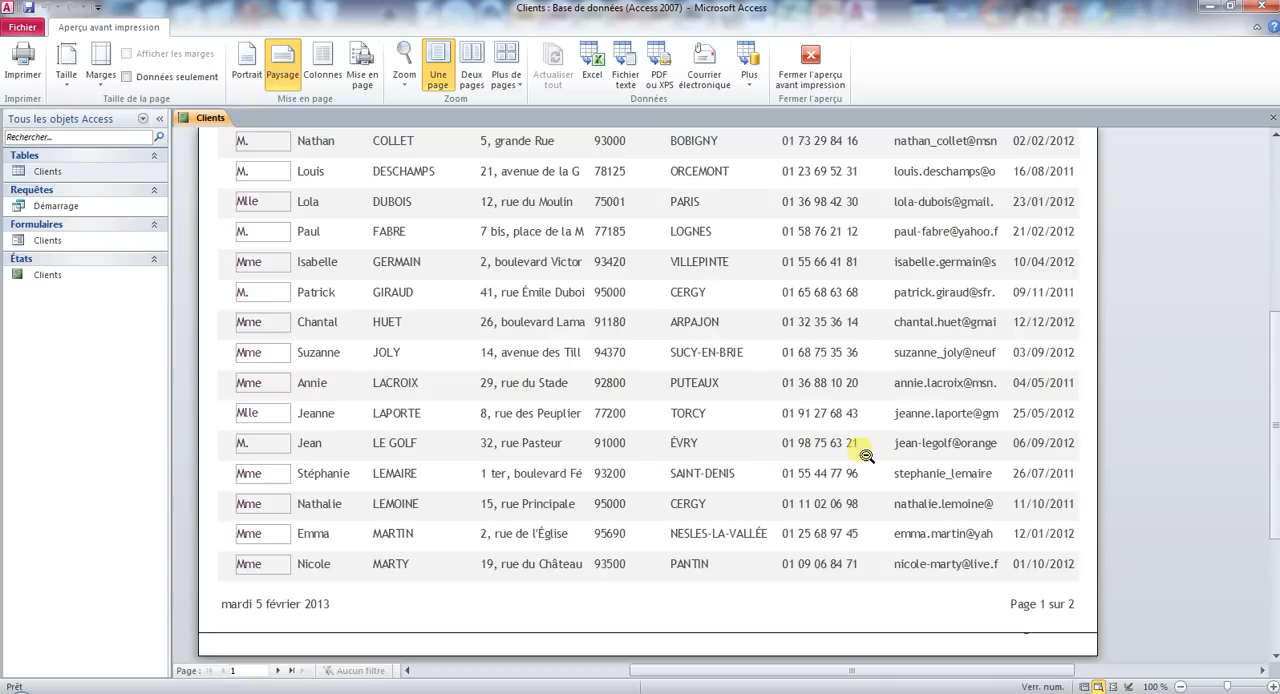 Clients : Base de données (Access 2007) - Microsoft Access
Fichier Aperçu avant impression
Imprimer Taille Marges Afficher les marges Données seulement Portrait Paysage Colonnes Mise en page Zoom Une page Deux pages Plus de pages Actualiser tout Excel Fichier texte PDF ou XPS Courrier électronique Plus Fermer l'aperçu avant impression
Imprimer Taille de la page Mise en page Zoom Données Fermer l'aperçu
Tous les objets Access Clients
Rechercher...
Tables
Clients
Requêtes
Démarrage
Formulaires
Clients
États
Clients
M. Nathan COLLET 5, grande Rue 93000 BOBIGNY 01 73 29 84 16 nathan_collet@msn 02/02/2012
M. Louis DESCHAMPS 21, avenue de la G 78125 ORCEMONT 01 23 69 52 31 louis.deschamps@o 16/08/2011
Mlle Lola DUBOIS 12, rue du Moulin 75001 PARIS 01 36 98 42 30 lola-dubois@gmail. 23/01/2012
M. Paul FABRE 7 bis, place de la M 77185 LOGNES 01 58 76 21 12 paul-fabre@yahoo.f 21/02/2012
Mme Isabelle GERMAIN 2, boulevard Victor 93420 VILLEPINTE 01 55 66 41 81 isabelle.germain@s 10/04/2012
M. Patrick GIRAUD 41, rue Émile Duboi 95000 CERGY 01 65 68 63 68 patrick.giraud@sfr. 09/11/2011
Mme Chantal HUET 26, boulevard Lama 91180 ARPAJON 01 32 35 36 14 chantal.huet@gmai 12/12/2012
Mme Suzanne JOLY 14, avenue des Till 94370 SUCY-EN-BRIE 01 68 75 35 36 suzanne_joly@neuf 03/09/2012
Mme Annie LACROIX 29, rue du Stade 92800 PUTEAUX 01 36 88 10 20 annie.lacroix@msn. 04/05/2011
Mlle Jeanne LAPORTE 8, rue des Peuplier 77200 TORCY 01 91 27 68 43 jeanne.laporte@gm 25/05/2012
M. Jean LE GOLF 32, rue Pasteur 91000 ÉVRY 01 98 75 63 21 jean-legolf@orange 06/09/2012
Mme Stéphanie LEMAIRE 1 ter, boulevard Fé 93200 SAINT-DENIS 01 55 44 77 96 stephanie_lemaire 26/07/2011
Mme Nathalie LEMOINE 15, rue Principale 95000 CERGY 01 11 02 06 98 nathalie.lemoine@ 11/10/2011
Mme Emma MARTIN 2, rue de l'Église 95690 NESLES-LA-VALLÉE 01 25 68 97 45 emma.martin@yah 12/01/2012
Mme Nicole MARTY 19, rue du Château 93500 PANTIN 01 09 06 84 71 nicole-marty@live.f 01/10/2012
mardi 5 février 2013 Page 1 sur 2
Page : 1 Aucun filtre
Prêt Verr. num. 100 %